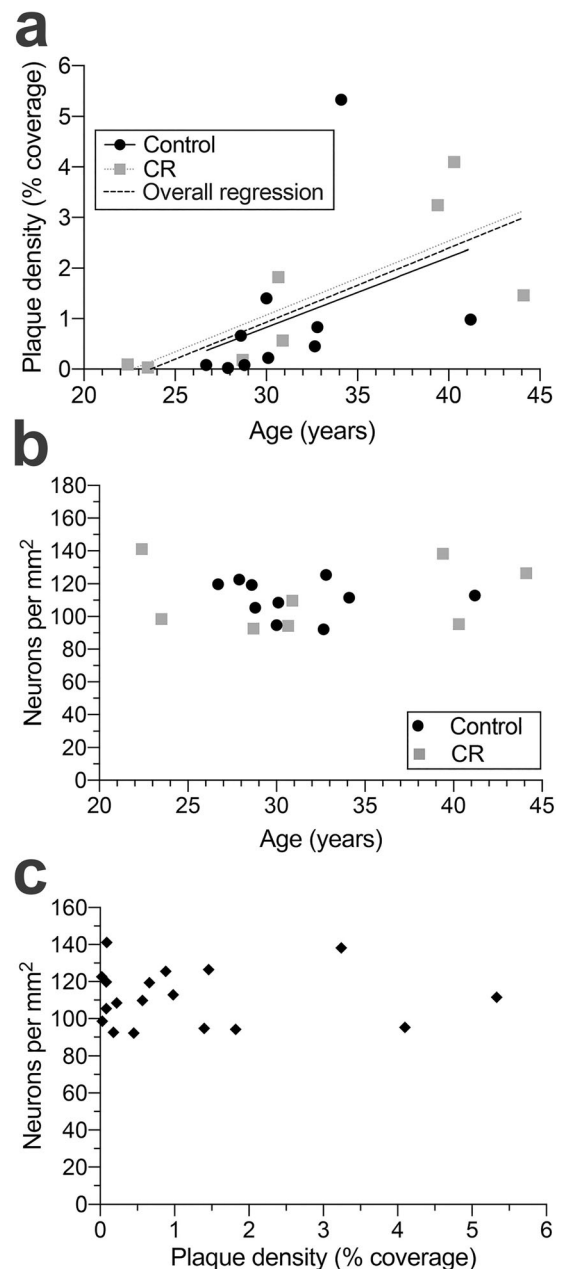 a
Plaque density (% coverage)
6
5
4
3
2
1
0
Control
CR
Overall regression
20 25 30 35 40 45
Age (years)
b
Neurons per mm2
180
160
140
120
100
80
60
40
20
0
Control
CR
20 25 30 35 40 45
Age (years)
c
Neurons per mm2
160
140
120
100
80
60
40
20
0
0 1 2 3 4 5 6
Plaque density (% coverage)